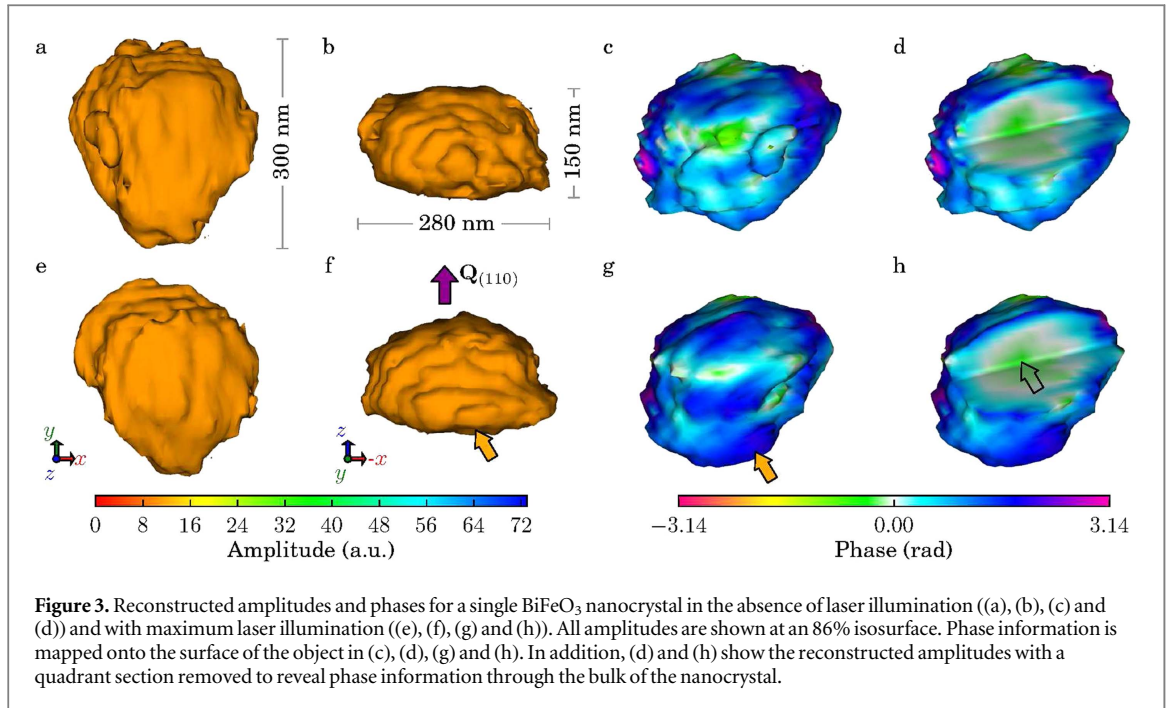 a
b
c
d
300 nm
150 nm
280 nm
e
f
g
h
Q(110)
y
z
x
z
y
-x
0 8 16 24 32 40 48 56 64 72
Amplitude (a.u.)
−3.14 0.00 3.14
Phase (rad)
Figure 3. Reconstructed amplitudes and phases for a single BiFeO3 nanocrystal in the absence of laser illumination ((a), (b), (c) and
(d)) and with maximum laser illumination ((e), (f), (g) and (h)). All amplitudes are shown at an 86% isosurface. Phase information is
mapped onto the surface of the object in (c), (d), (g) and (h). In addition, (d) and (h) show the reconstructed amplitudes with a
quadrant section removed to reveal phase information through the bulk of the nanocrystal.